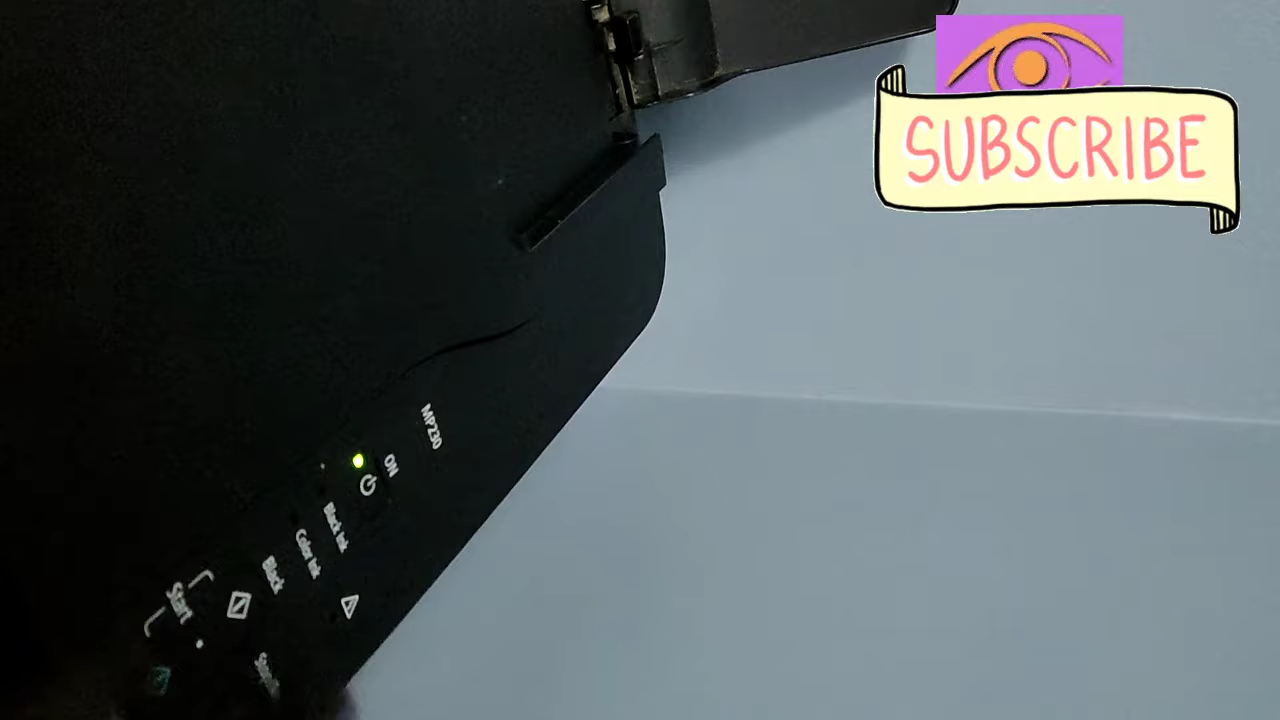 SUBSCRIBE
MP230
ON
Black Ink
Color Ink
Black
Start